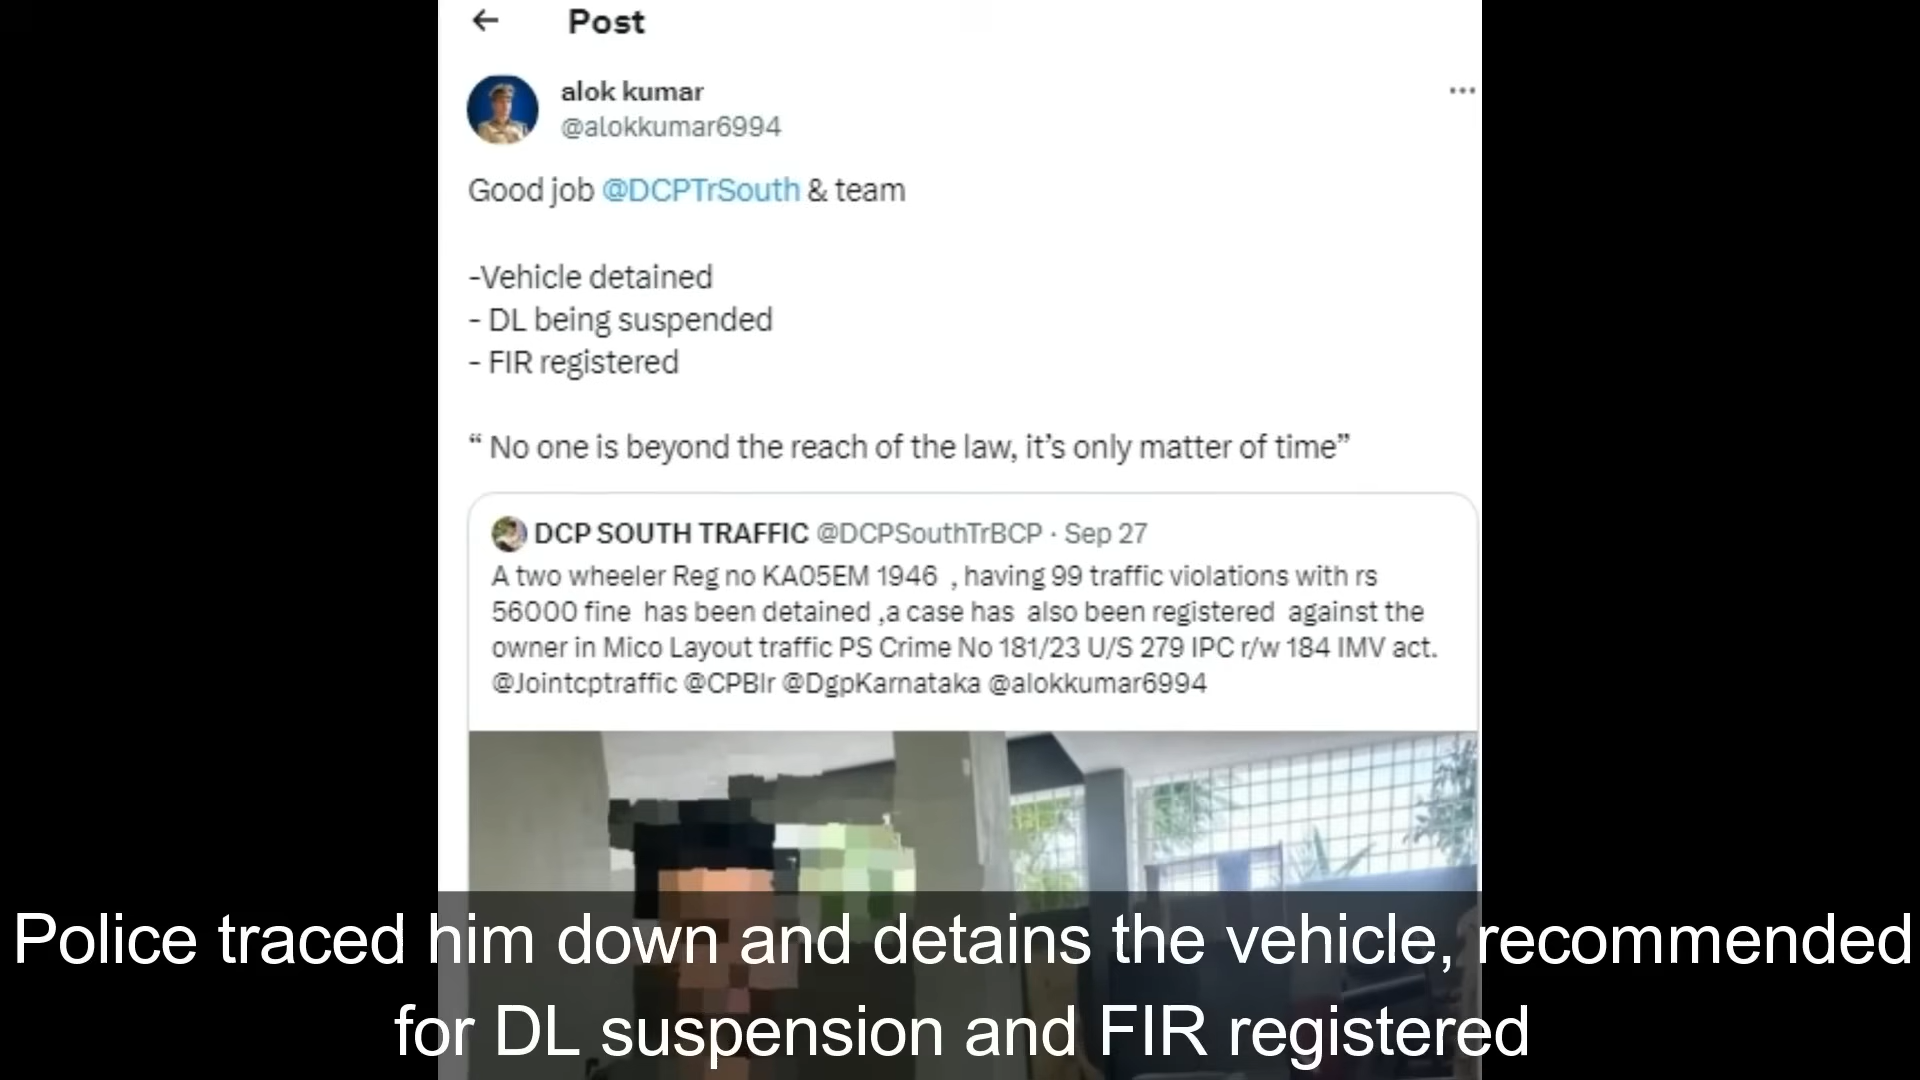 Post
alok kumar
@alokkumar6994
Good job @DCPTrSouth & team
-Vehicle detained
- DL being suspended
- FIR registered
“ No one is beyond the reach of the law, it’s only matter of time”
DCP SOUTH TRAFFIC @DCPSouthTrBCP · Sep 27
A two wheeler Reg no KA05EM 1946 , having 99 traffic violations with rs
56000 fine has been detained ,a case has also been registered against the
owner in Mico Layout traffic PS Crime No 181/23 U/S 279 IPC r/w 184 IMV act.
@Jointcptraffic @CPBlr @DgpKarnataka @alokkumar6994
Police traced him down and detains the vehicle, recommended
for DL suspension and FIR registered